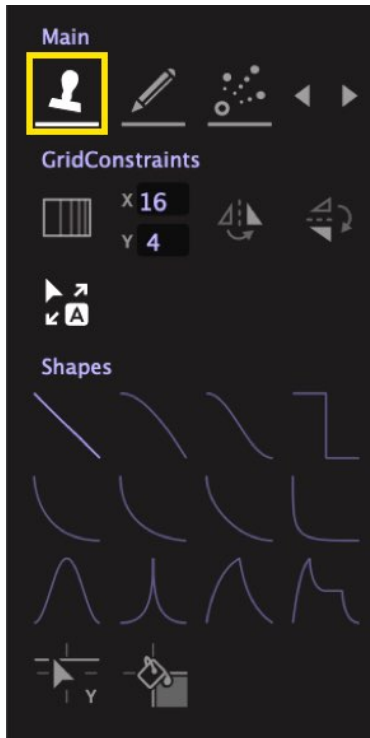 Main
GridConstraints
X 16
Y 4
A
Shapes
Y